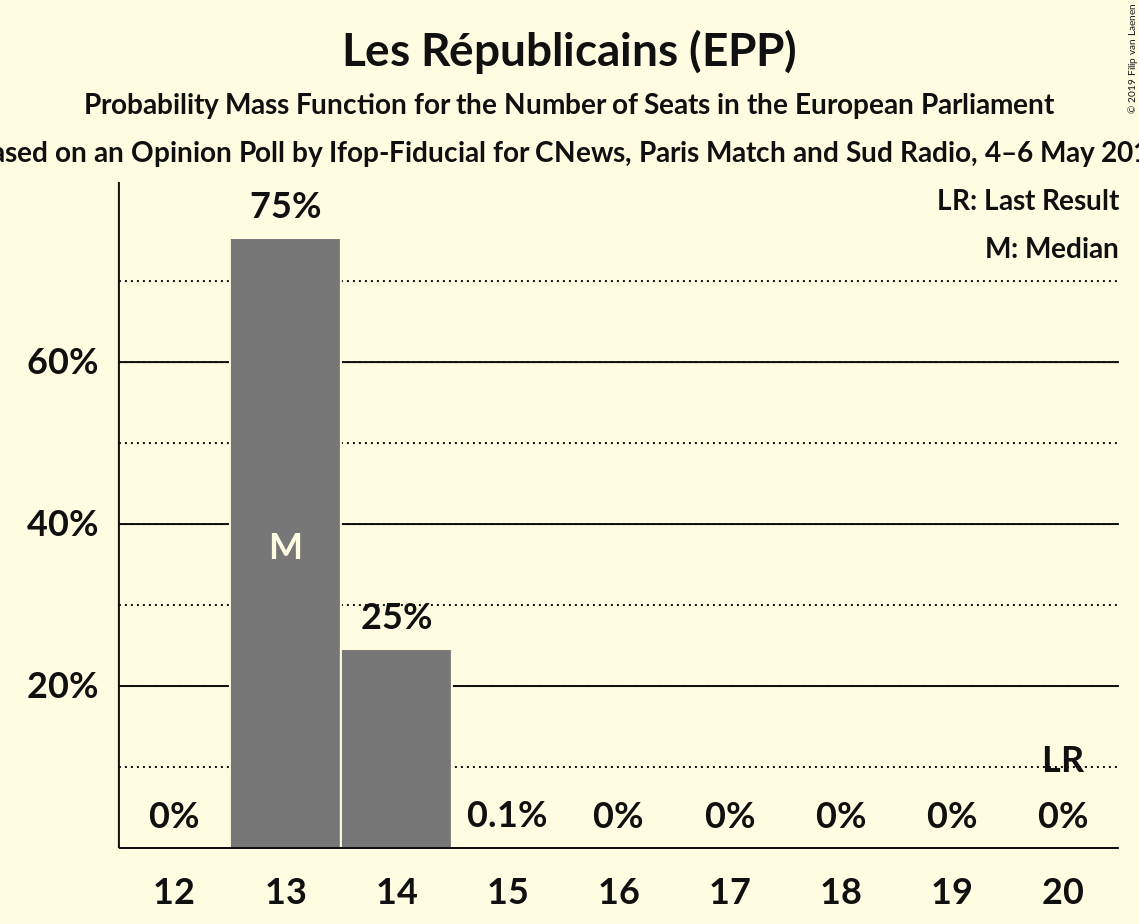 Les Républicains (EPP)
Probability Mass Function for the Number of Seats in the European Parliament
on an Opinion Poll by Ifop-Fiducial for CNews, Paris Match and Sud Radio, 4–6 May
© 2019 Filip van Laenen
LR: Last Result
M: Median
75%
60%
40%
M
25%
20%
LR
0%
0.1%
0%
0%
0%
0%
0%
12
13
14
15
16
17
18
19
20